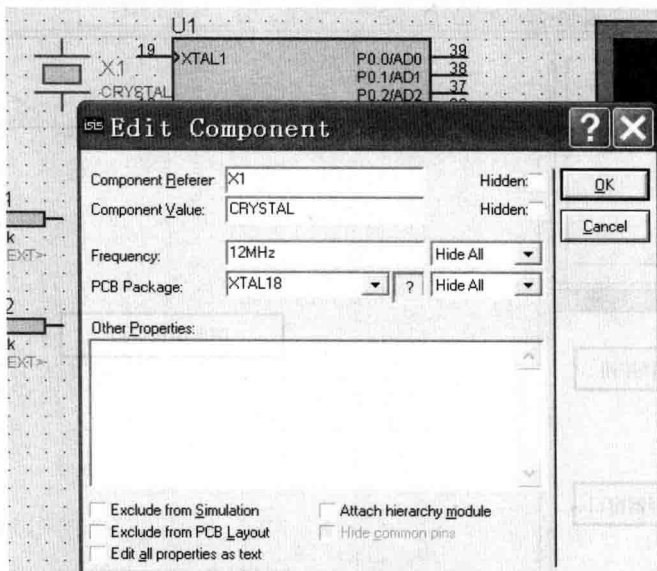 U1
19 XTAL1 P0.0/AD0 39
X1 P0.1/AD1 38
CRYSTAL P0.2/AD2 37
isis Edit Component ? X
Component Referer X1 Hidden: OK
Component Value: CRYSTAL Hidden: Cancel
Frequency: 12MHz Hide All
PCB Package: XTAL18 ? Hide All
1
k
EXT>
2
k
EXT>
Other Properties:
Exclude from Simulation Attach hierarchy module
Exclude from PCB Layout Hide common pins
Edit all properties as text